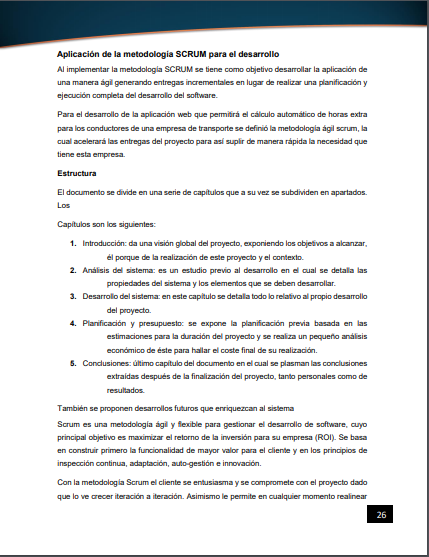 Aplicación de la metodología SCRUM para el desarrollo
Al implementar la metodología SCRUM se tiene como objetivo desarrollar la aplicación de
una manera ágil generando entregas incrementales en lugar de realizar una planificación y
ejecución completa del desarrollo del software.
Para el desarrollo de la aplicación web que permitirá el cálculo automático de horas extra
para los conductores de una empresa de transporte se definió la metodología ágil scrum, la
cual acelerará las entregas del proyecto para así suplir de manera rápida la necesidad que
tiene esta empresa.
Estructura
El documento se divide en una serie de capítulos que a su vez se subdividen en apartados.
Los
Capítulos son los siguientes:
1. Introducción: da una visión global del proyecto, exponiendo los objetivos a alcanzar,
él porque de la realización de este proyecto y el contexto.
2. Análisis del sistema: es un estudio previo al desarrollo en el cual se detalla las
propiedades del sistema y los elementos que se deben desarrollar.
3. Desarrollo del sistema: en este capítulo se detalla todo lo relativo al propio desarrollo
del proyecto.
4. Planificación y presupuesto: se expone la planificación previa basada en las
estimaciones para la duración del proyecto y se realiza un pequeño análisis
económico de éste para hallar el coste final de su realización.
5. Conclusiones: último capítulo del documento en el cual se plasman las conclusiones
extraídas después de la finalización del proyecto, tanto personales como de
resultados.
También se proponen desarrollos futuros que enriquezcan al sistema
Scrum es una metodología ágil y flexible para gestionar el desarrollo de software, cuyo
principal objetivo es maximizar el retorno de la inversión para su empresa (ROI). Se basa
en construir primero la funcionalidad de mayor valor para el cliente y en los principios de
inspección continua, adaptación, auto-gestión e innovación.
Con la metodología Scrum el cliente se entusiasma y se compromete con el proyecto dado
que lo ve crecer iteración a iteración. Asimismo le permite en cualquier momento realinear
26